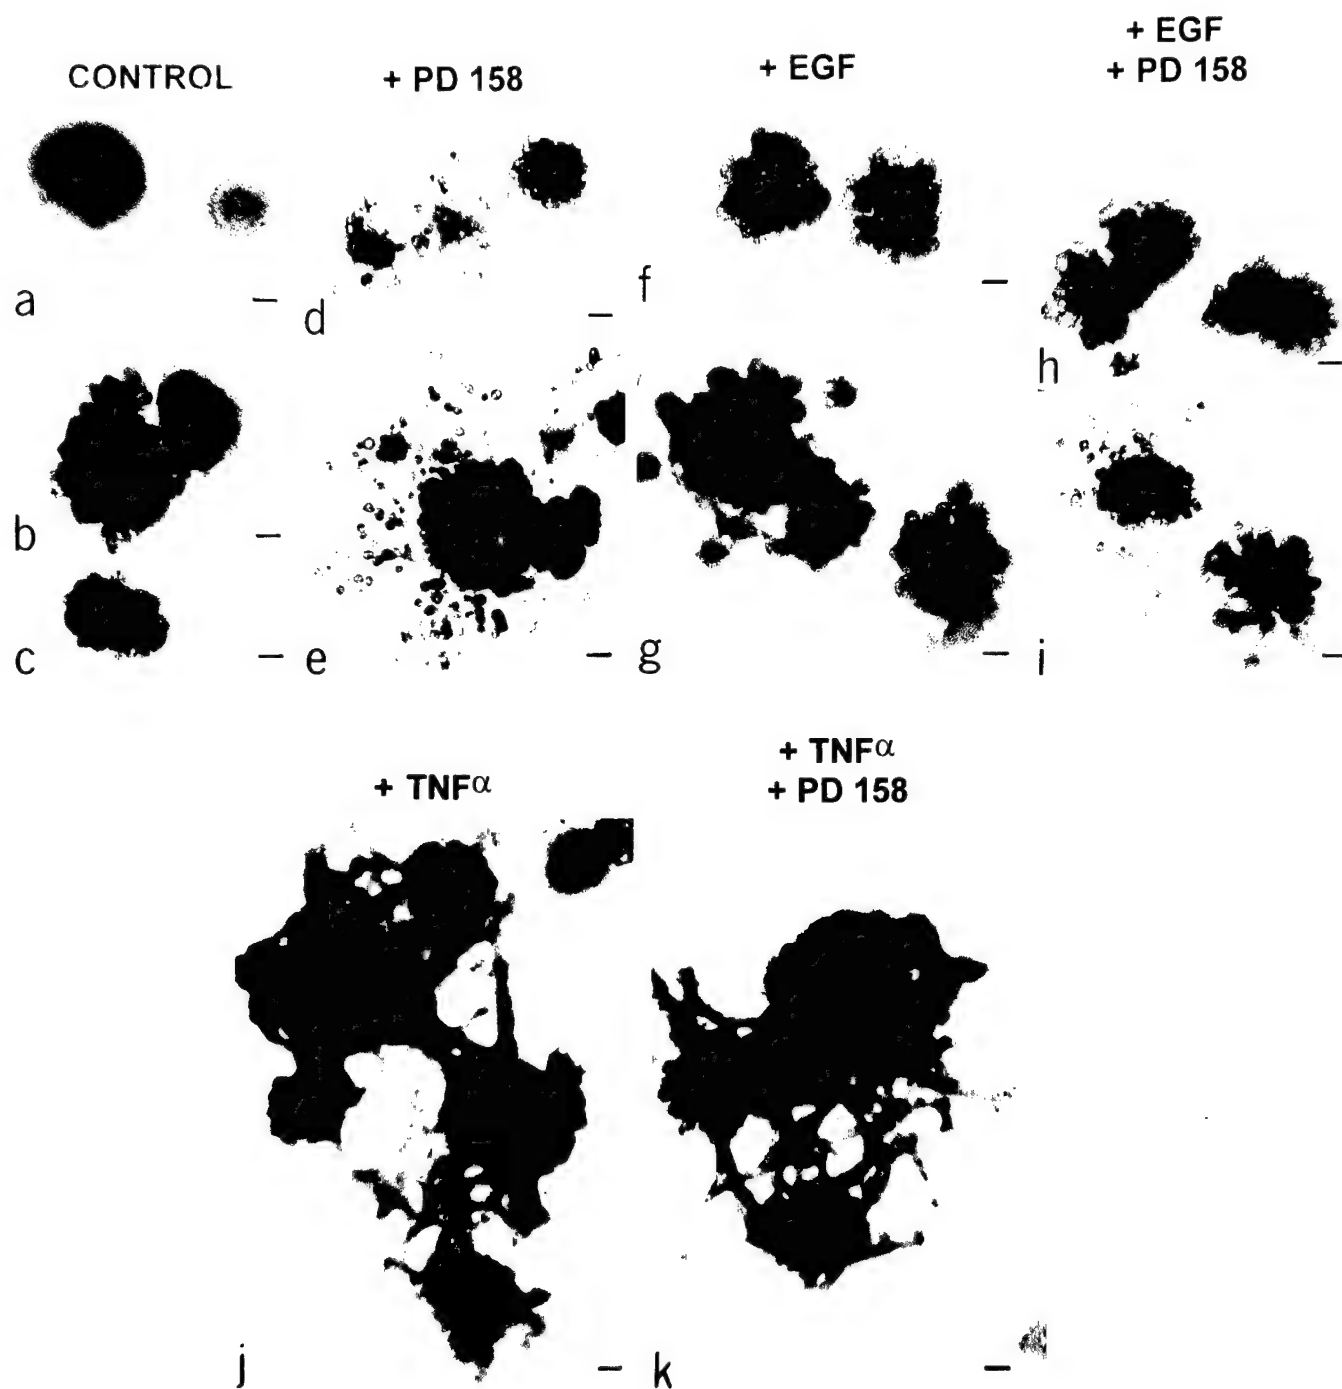 CONTROL
+ PD 158
+ EGF
+ EGF
+ PD 158
a
d
f
h
b
c
e
g
i
+ TNFα
+ TNFα
+ PD 158
j
k